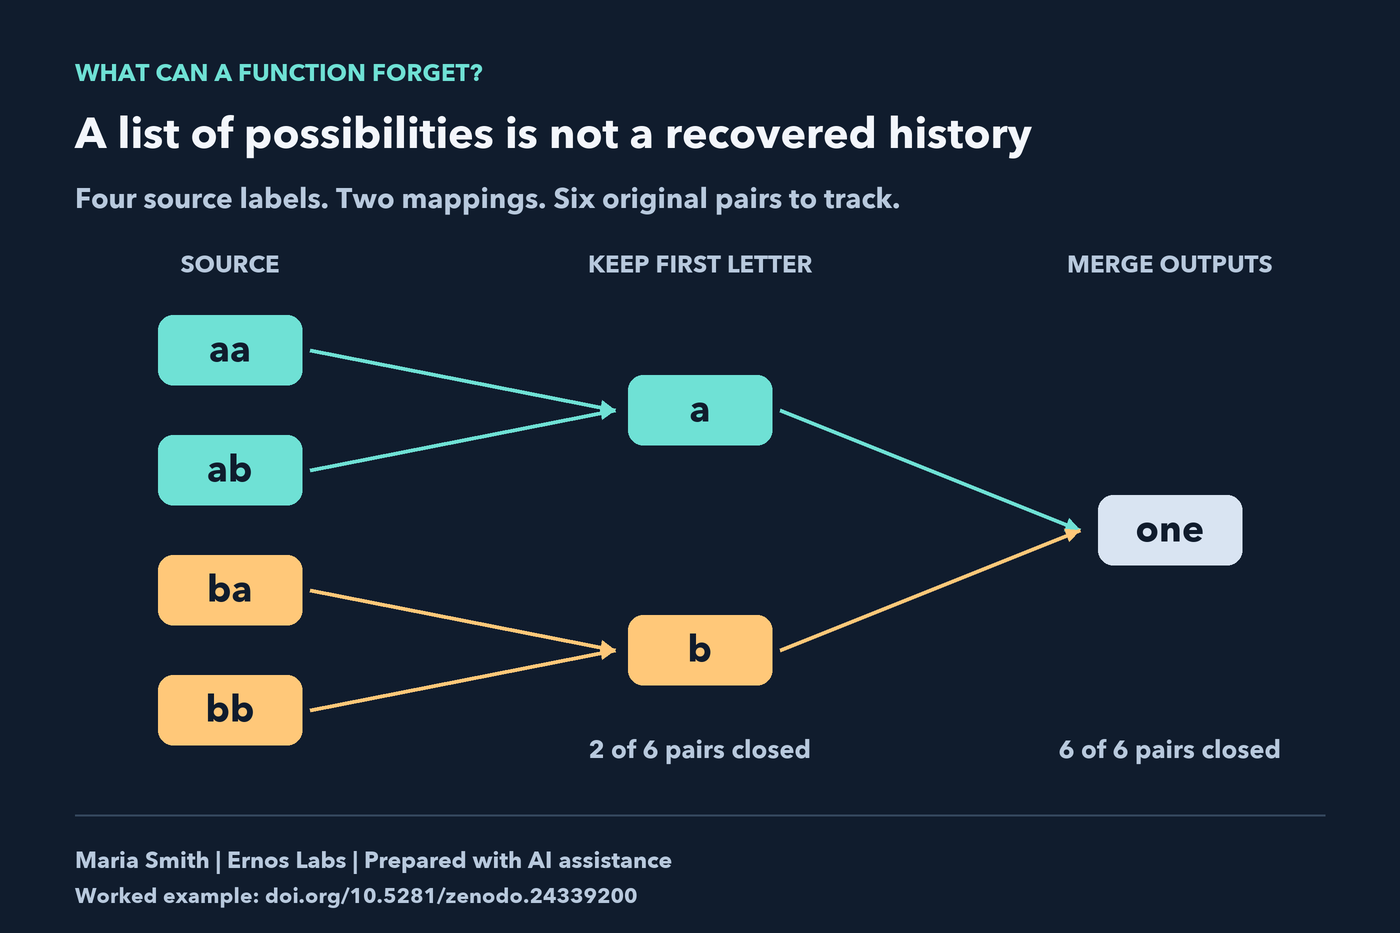 WHAT CAN A FUNCTION FORGET?
A list of possibilities is not a recovered history
Four source labels. Two mappings. Six original pairs to track.
SOURCE
KEEP FIRST LETTER
MERGE OUTPUTS
aa
ab
ba
bb
a
b
one
2 of 6 pairs closed
6 of 6 pairs closed
Maria Smith | Ernos Labs | Prepared with AI assistance
Worked example: doi.org/10.5281/zenodo.24339200